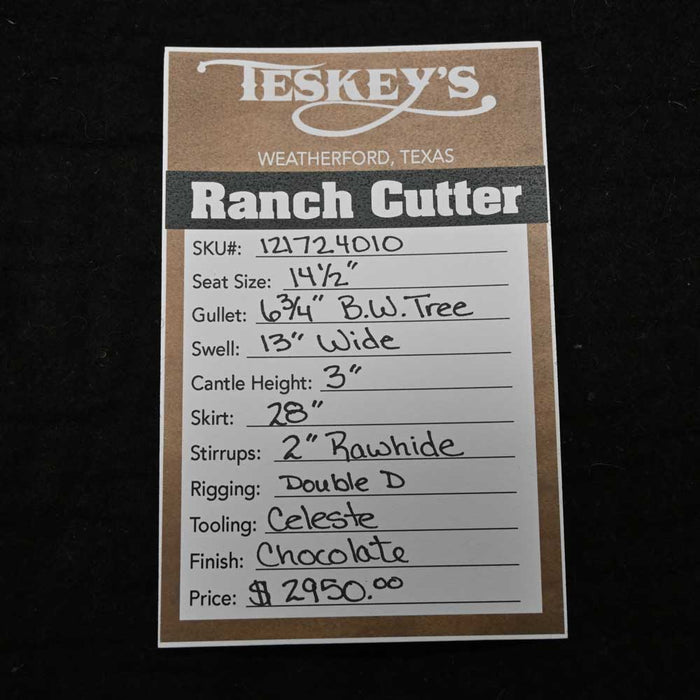 TESKEY'S
WEATHERFORD, TEXAS
Ranch Cutter
SKU#: 121724010
Seat Size: 14½"
Gullet: 6¾" B.W. Tree
Swell: 13" Wide
Cantle Height: 3"
Skirt: 28"
Stirrups: 2" Rawhide
Rigging: Double D
Tooling: Celeste
Finish: Chocolate
Price: $ 2950.00